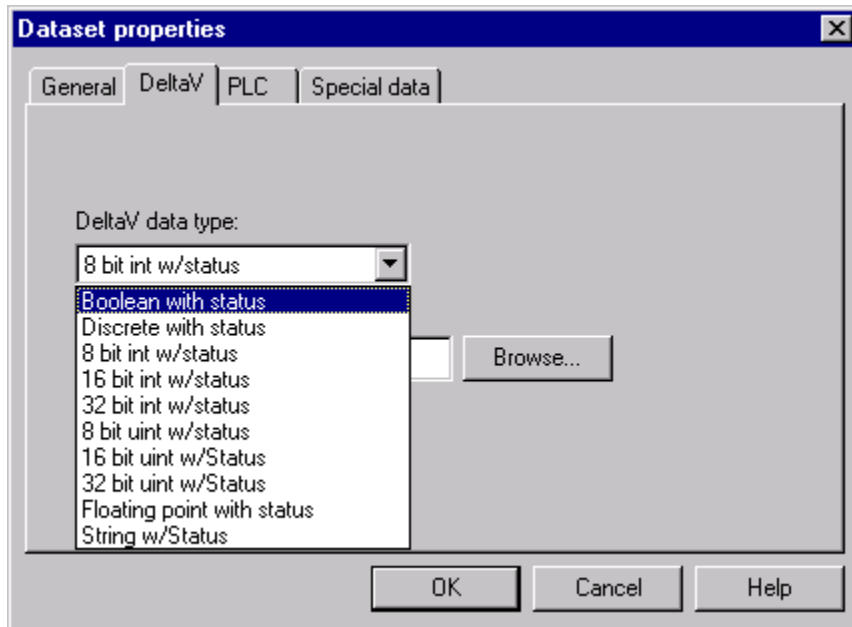 Dataset properties
General DeltaV PLC Special data
DeltaV data type:
8 bit int w/status
Boolean with status
Discrete with status
8 bit int w/status
16 bit int w/status
32 bit int w/status
8 bit uint w/status
16 bit uint w/Status
32 bit uint w/Status
Floating point with status
String w/Status
Browse...
OK Cancel Help